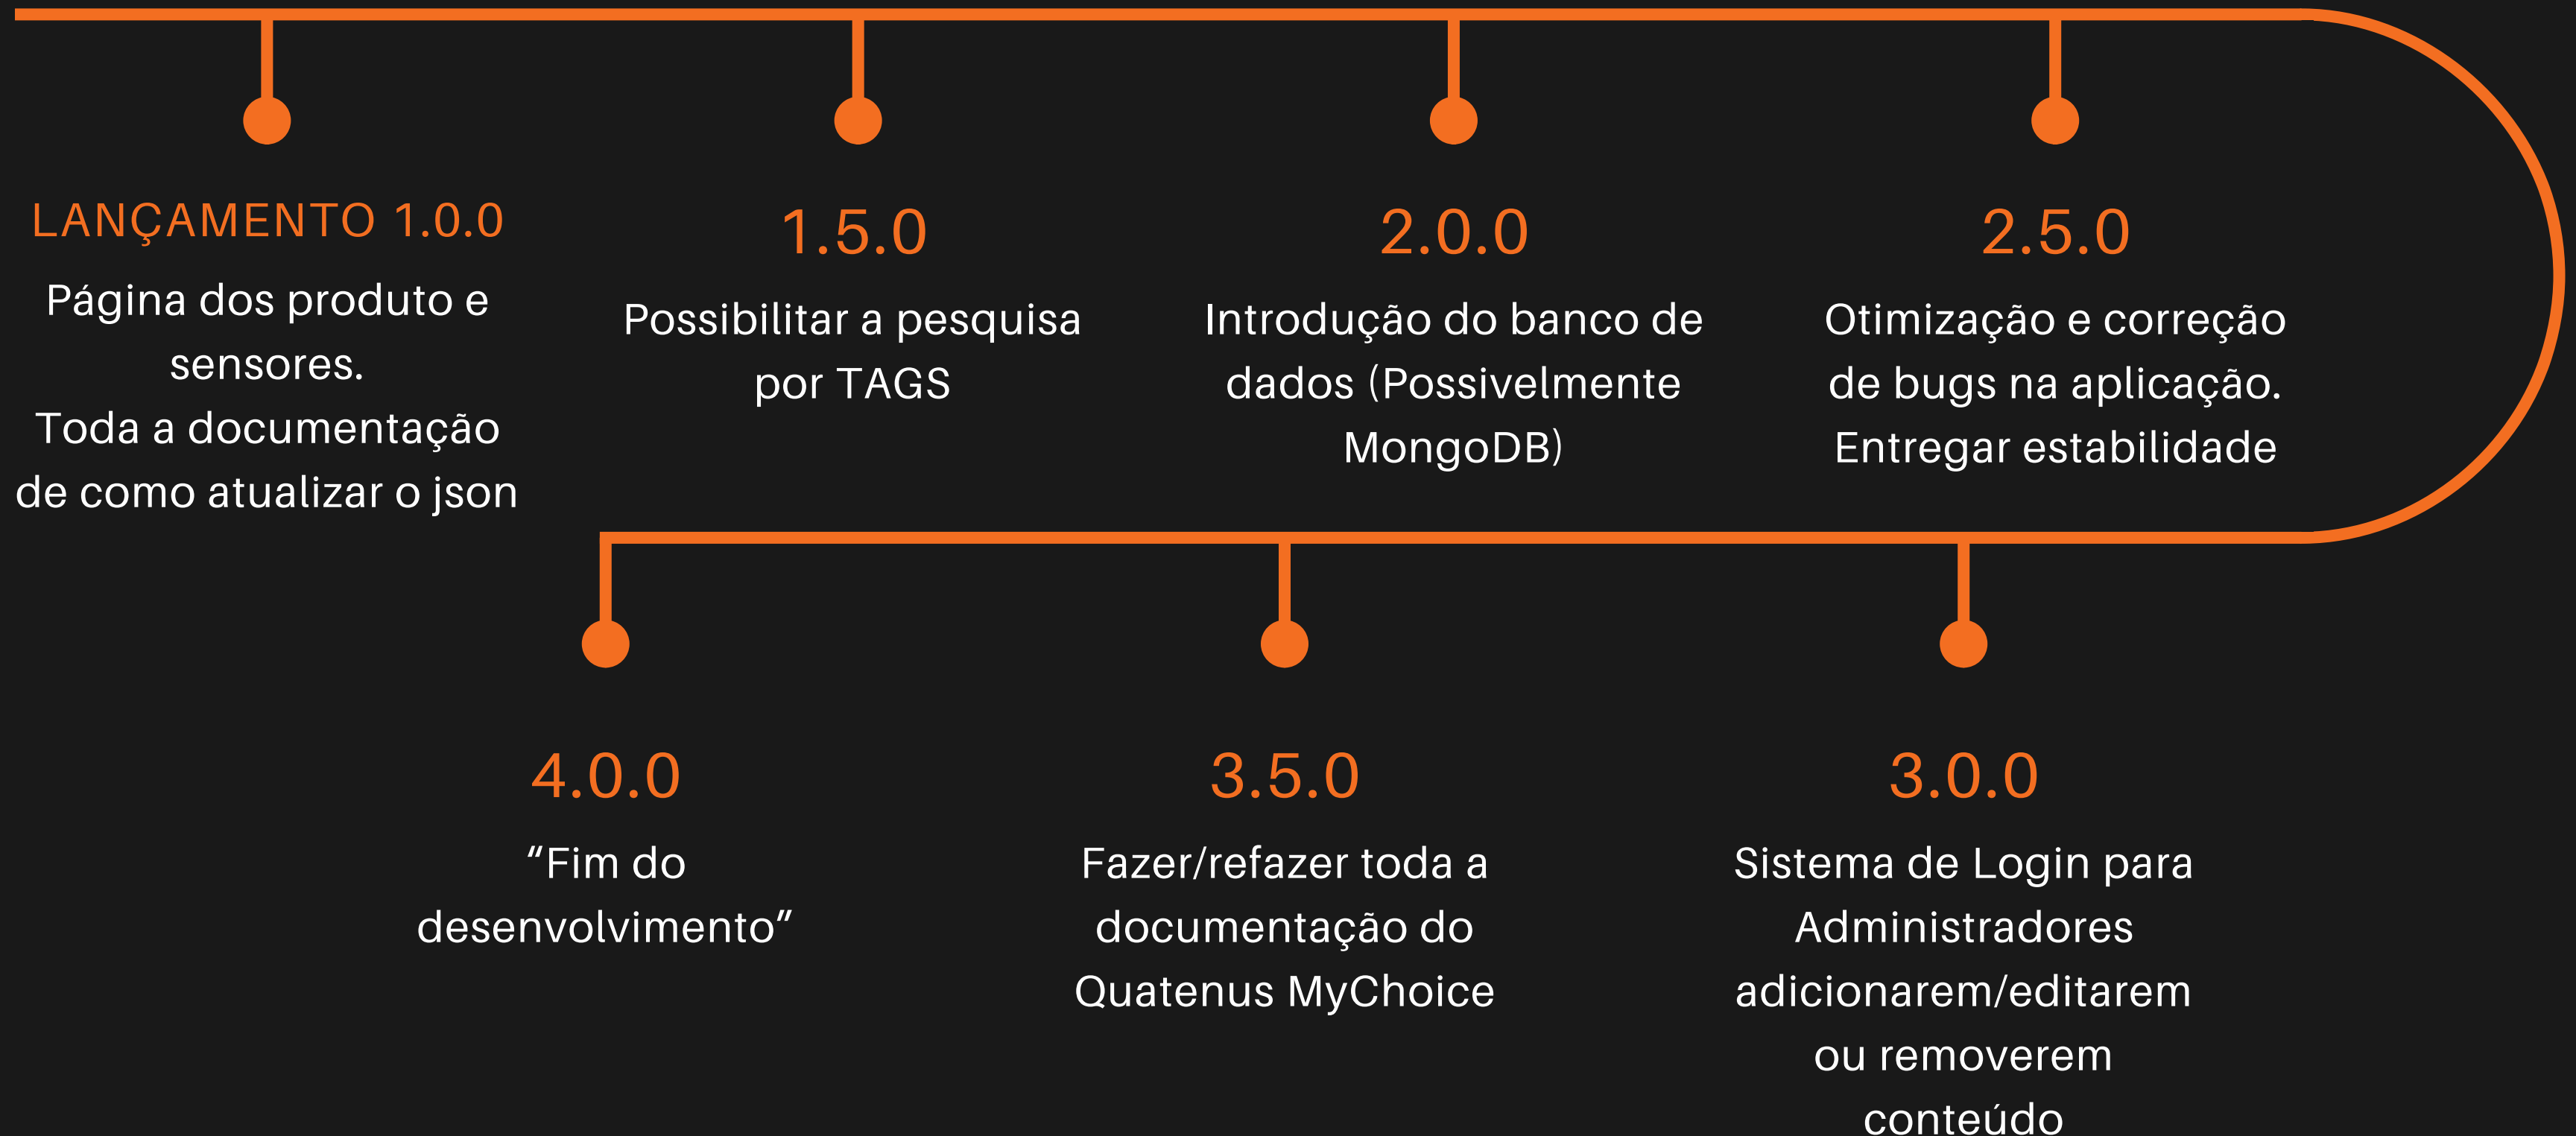 LANÇAMENTO 1.0.0
Página dos produto e
sensores.
Toda a documentação
de como atualizar o json
1.5.0
Possibilitar a pesquisa
por TAGS
2.0.0
Introdução do banco de
dados (Possivelmente
MongoDB)
2.5.0
Otimização e correção
de bugs na aplicação.
Entregar estabilidade
4.0.0
“Fim do
desenvolvimento”
3.5.0
Fazer/refazer toda a
documentação do
Quatenus MyChoice
3.0.0
Sistema de Login para
Administradores
adicionarem/editarem
ou removerem
conteúdo